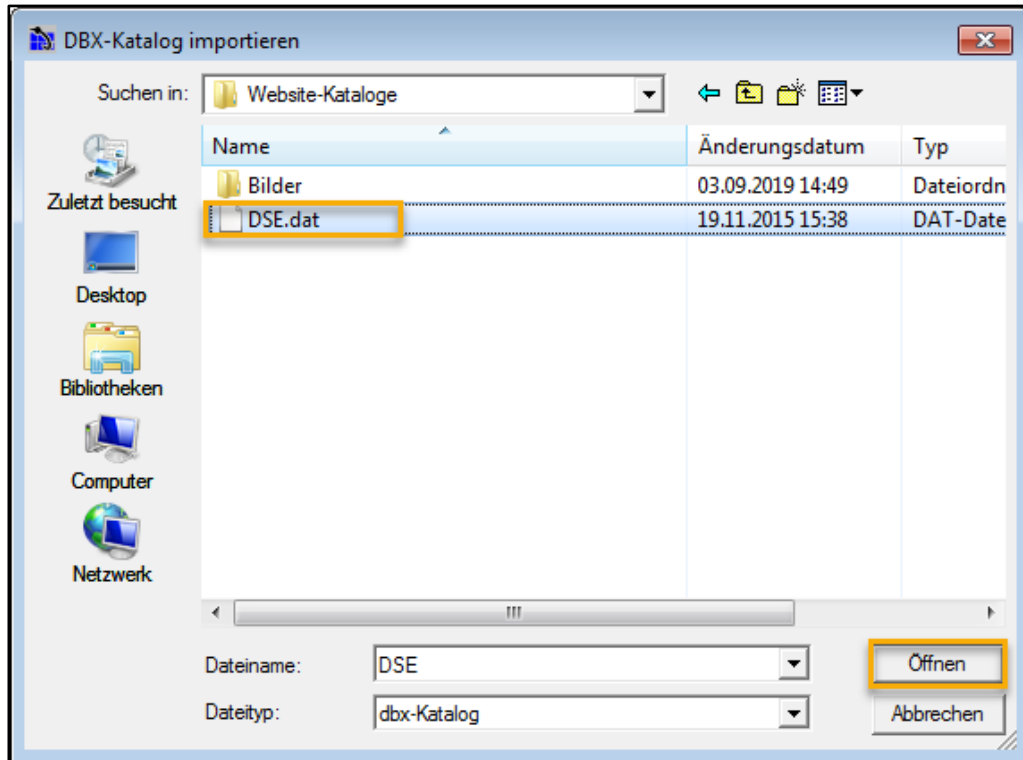 DBX-Katalog importieren
Suchen in: Website-Kataloge
Name Änderungsdatum Typ
Bilder 03.09.2019 14:49 Dateiordn
DSE.dat 19.11.2015 15:38 DAT-Date
Zuletzt besucht
Desktop
Bibliotheken
Computer
Netzwerk
Dateiname: DSE Öffnen
Dateityp: dbx-Katalog Abbrechen